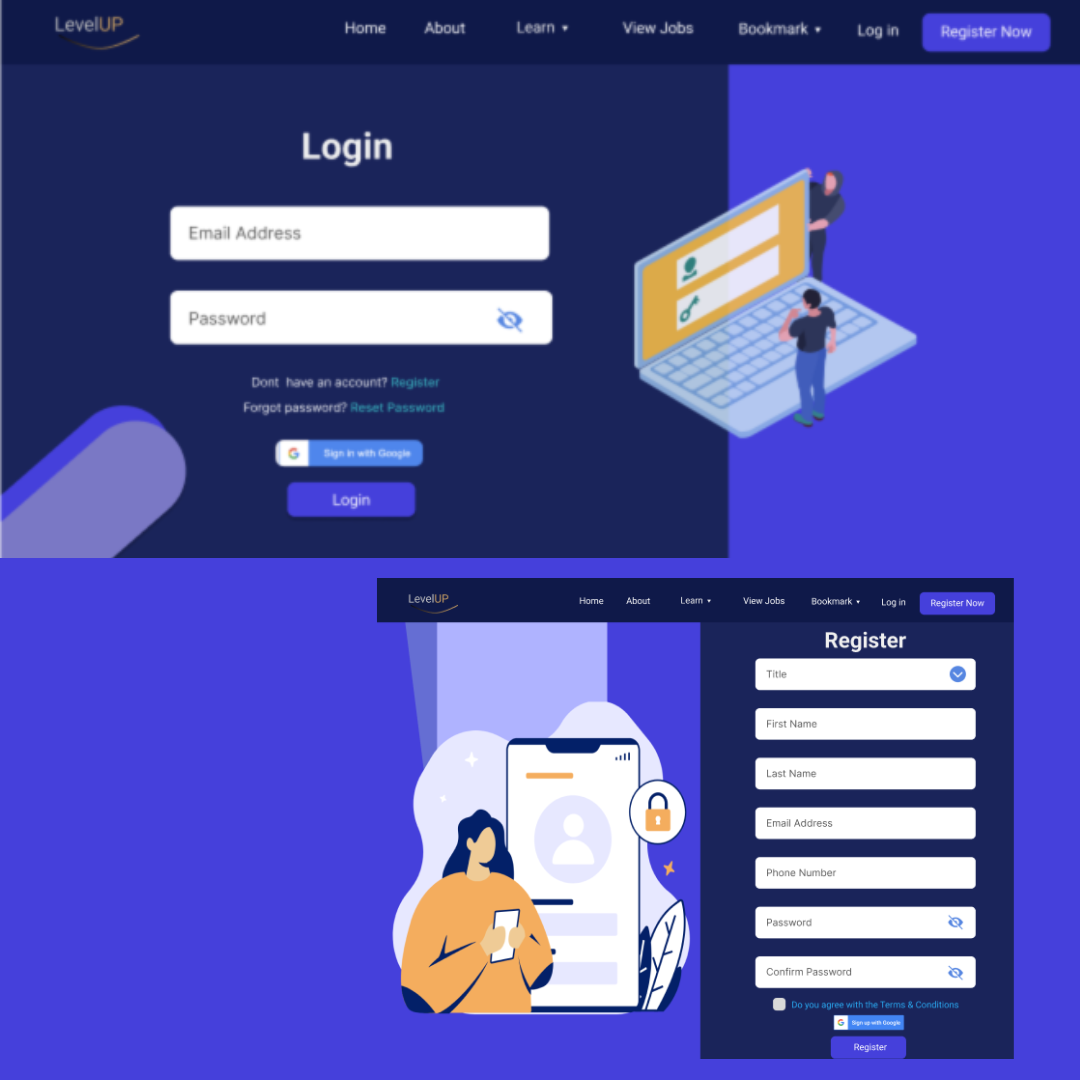 LevelUP
Home About Learn ▾ View Jobs Bookmark ▾ Log in Register Now
Login
Email Address
Password
Dont have an account? Register
Forgot password? Reset Password
G Sign in with Google
Login
LevelUP
Home About Learn ▾ View Jobs Bookmark ▾ Log in Register Now
Register
Title
First Name
Last Name
Email Address
Phone Number
Password
Confirm Password
Do you agree with the Terms & Conditions
G Sign up with Google
Register